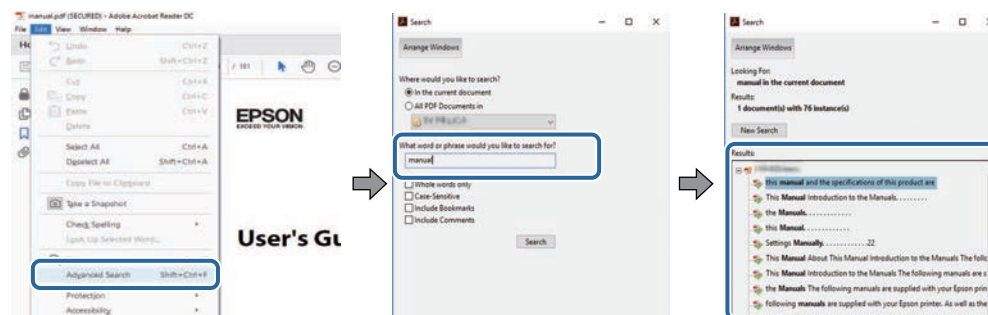 manual.pdf (SECURED) - Adobe Acrobat Reader DC
File Edit View Window Help
Undo Ctrl+Z
Redo Shift+Ctrl+Z
Cut Ctrl+X
Copy Ctrl+C
Paste Ctrl+V
Delete
Select All Ctrl+A
Deselect All Shift+Ctrl+A
Copy File to Clipboard
Take a Snapshot
Check Spelling
Look Up Selected Word...
Advanced Search Shift+Ctrl+F
Protection
Accessibility
/ 181
EPSON
EXCEED YOUR VISION
User's Gu
Search
Arrange Windows
Where would you like to search?
In the current document
All PDF Documents in
What word or phrase would you like to search for?
manual
Whole words only
Case-Sensitive
Include Bookmarks
Include Comments
Search
Search
Arrange Windows
Looking For:
manual in the current document
Results:
1 document(s) with 76 instance(s)
New Search
Results:
this manual and the specifications of this product are
This Manual Introduction to the Manuals. . . . . . . . .
the Manuals. . . . . . . . . . . .
this Manual. . . . . . . . . . . .
Settings Manually. . . . . . . . . . . .22
This Manual About This Manual Introduction to the Manuals The follo
This Manual Introduction to the Manuals The following manuals are s
the Manuals The following manuals are supplied with your Epson prin
following manuals are supplied with your Epson printer. As well as the